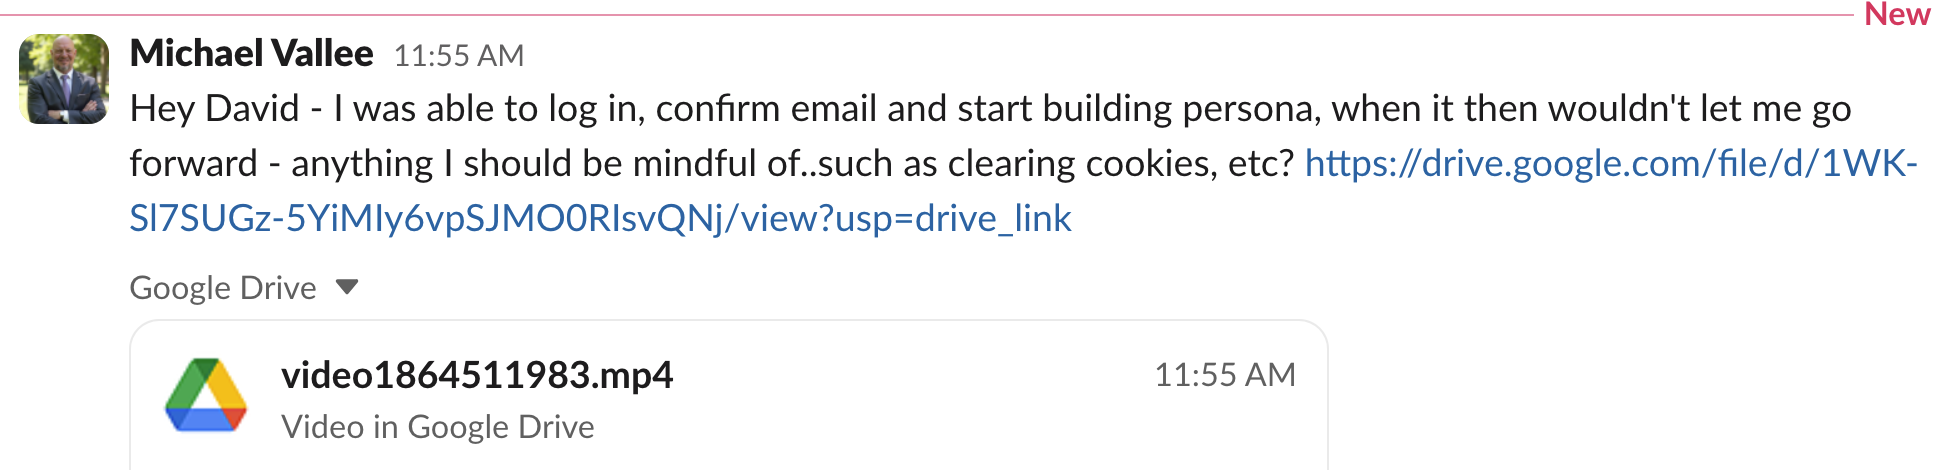 New
Michael Vallee 11:55 AM
Hey David - I was able to log in, confirm email and start building persona, when it then wouldn't let me go
forward - anything I should be mindful of..such as clearing cookies, etc? https://drive.google.com/file/d/1WK-
Sl7SUGz-5YiMIy6vpSJMO0RIsvQNj/view?usp=drive_link
Google Drive
video1864511983.mp4 11:55 AM
Video in Google Drive